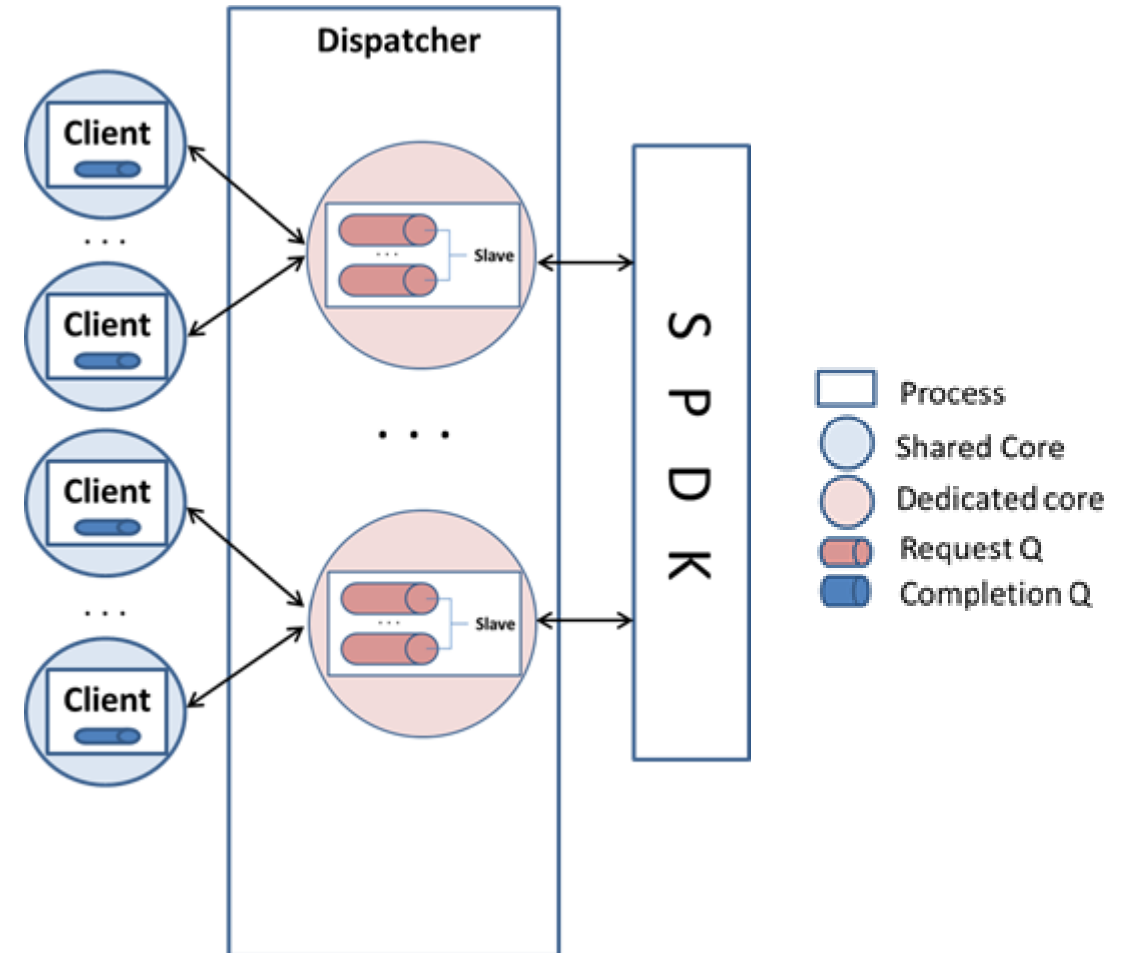 Dispatcher
Client
. . .
Client
Client
. . .
Client
. . .
Slave
. . .
. . .
Slave
S P D K
Process
Shared Core
Dedicated core
Request Q
Completion Q